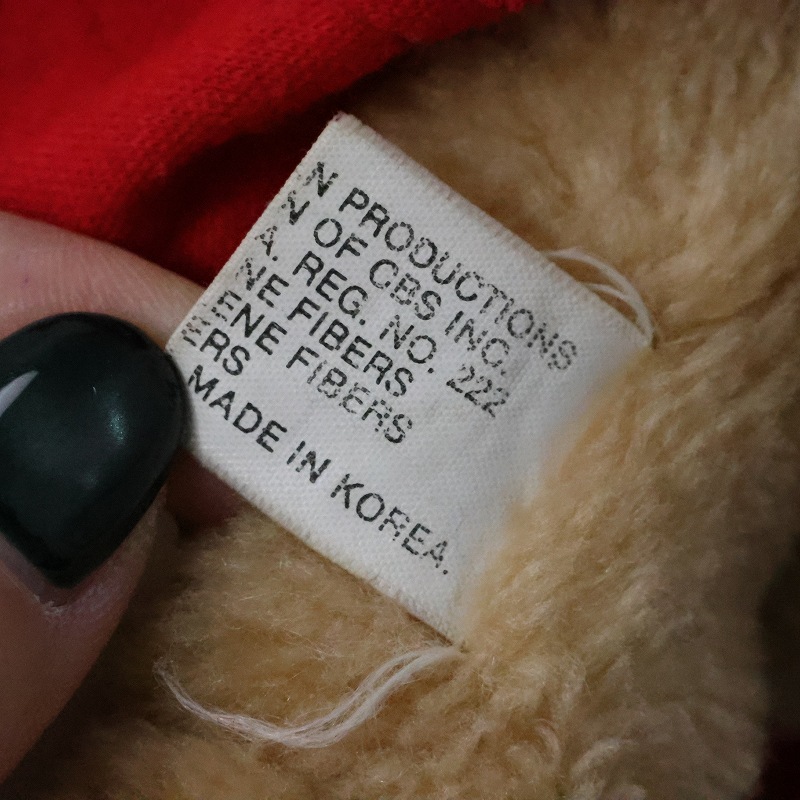 N PRODUCTIONS
N OF CBS INC.
A. REG. NO. 222
NE FIBERS
ENE FIBERS
ERS
MADE IN KOREA.